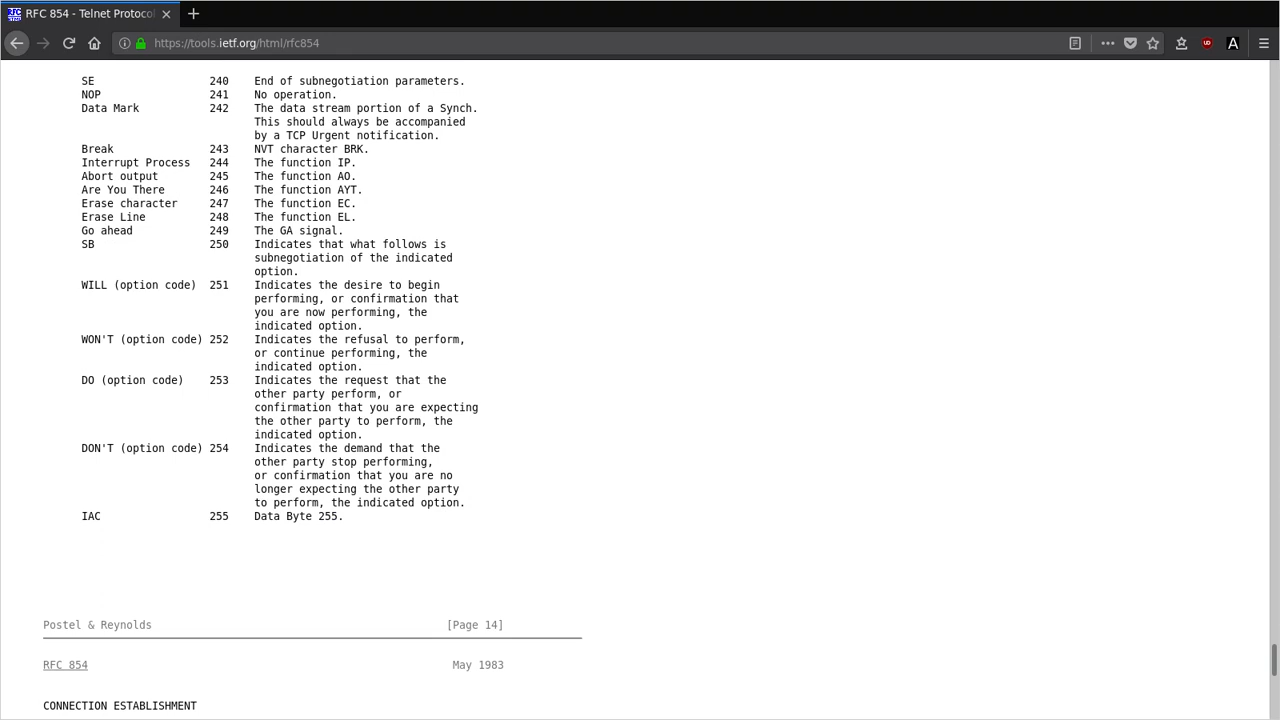 RFC 854 - Telnet Protoco
https://tools.ietf.org/html/rfc854
SE 240 End of subnegotiation parameters.
NOP 241 No operation.
Data Mark 242 The data stream portion of a Synch.
This should always be accompanied
by a TCP Urgent notification.
Break 243 NVT character BRK.
Interrupt Process 244 The function IP.
Abort output 245 The function AO.
Are You There 246 The function AYT.
Erase character 247 The function EC.
Erase Line 248 The function EL.
Go ahead 249 The GA signal.
SB 250 Indicates that what follows is
subnegotiation of the indicated
option.
WILL (option code) 251 Indicates the desire to begin
performing, or confirmation that
you are now performing, the
indicated option.
WON'T (option code) 252 Indicates the refusal to perform,
or continue performing, the
indicated option.
DO (option code) 253 Indicates the request that the
other party perform, or
confirmation that you are expecting
the other party to perform, the
indicated option.
DON'T (option code) 254 Indicates the demand that the
other party stop performing,
or confirmation that you are no
longer expecting the other party
to perform, the indicated option.
IAC 255 Data Byte 255.
Postel & Reynolds [Page 14]
RFC 854 May 1983
CONNECTION ESTABLISHMENT